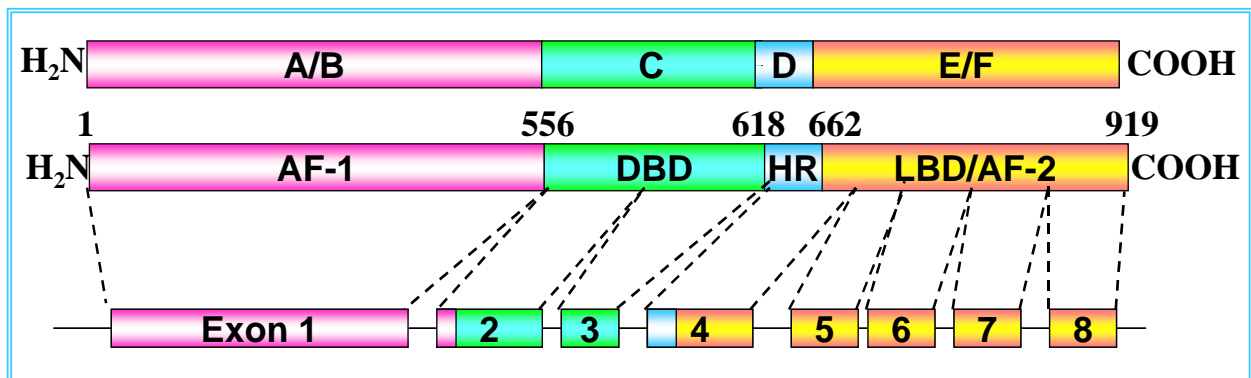 H₂N A/B C D E/F COOH
1 556 618 662 919
H₂N AF-1 DBD HR LBD/AF-2 COOH
Exon 1 2 3 4 5 6 7 8